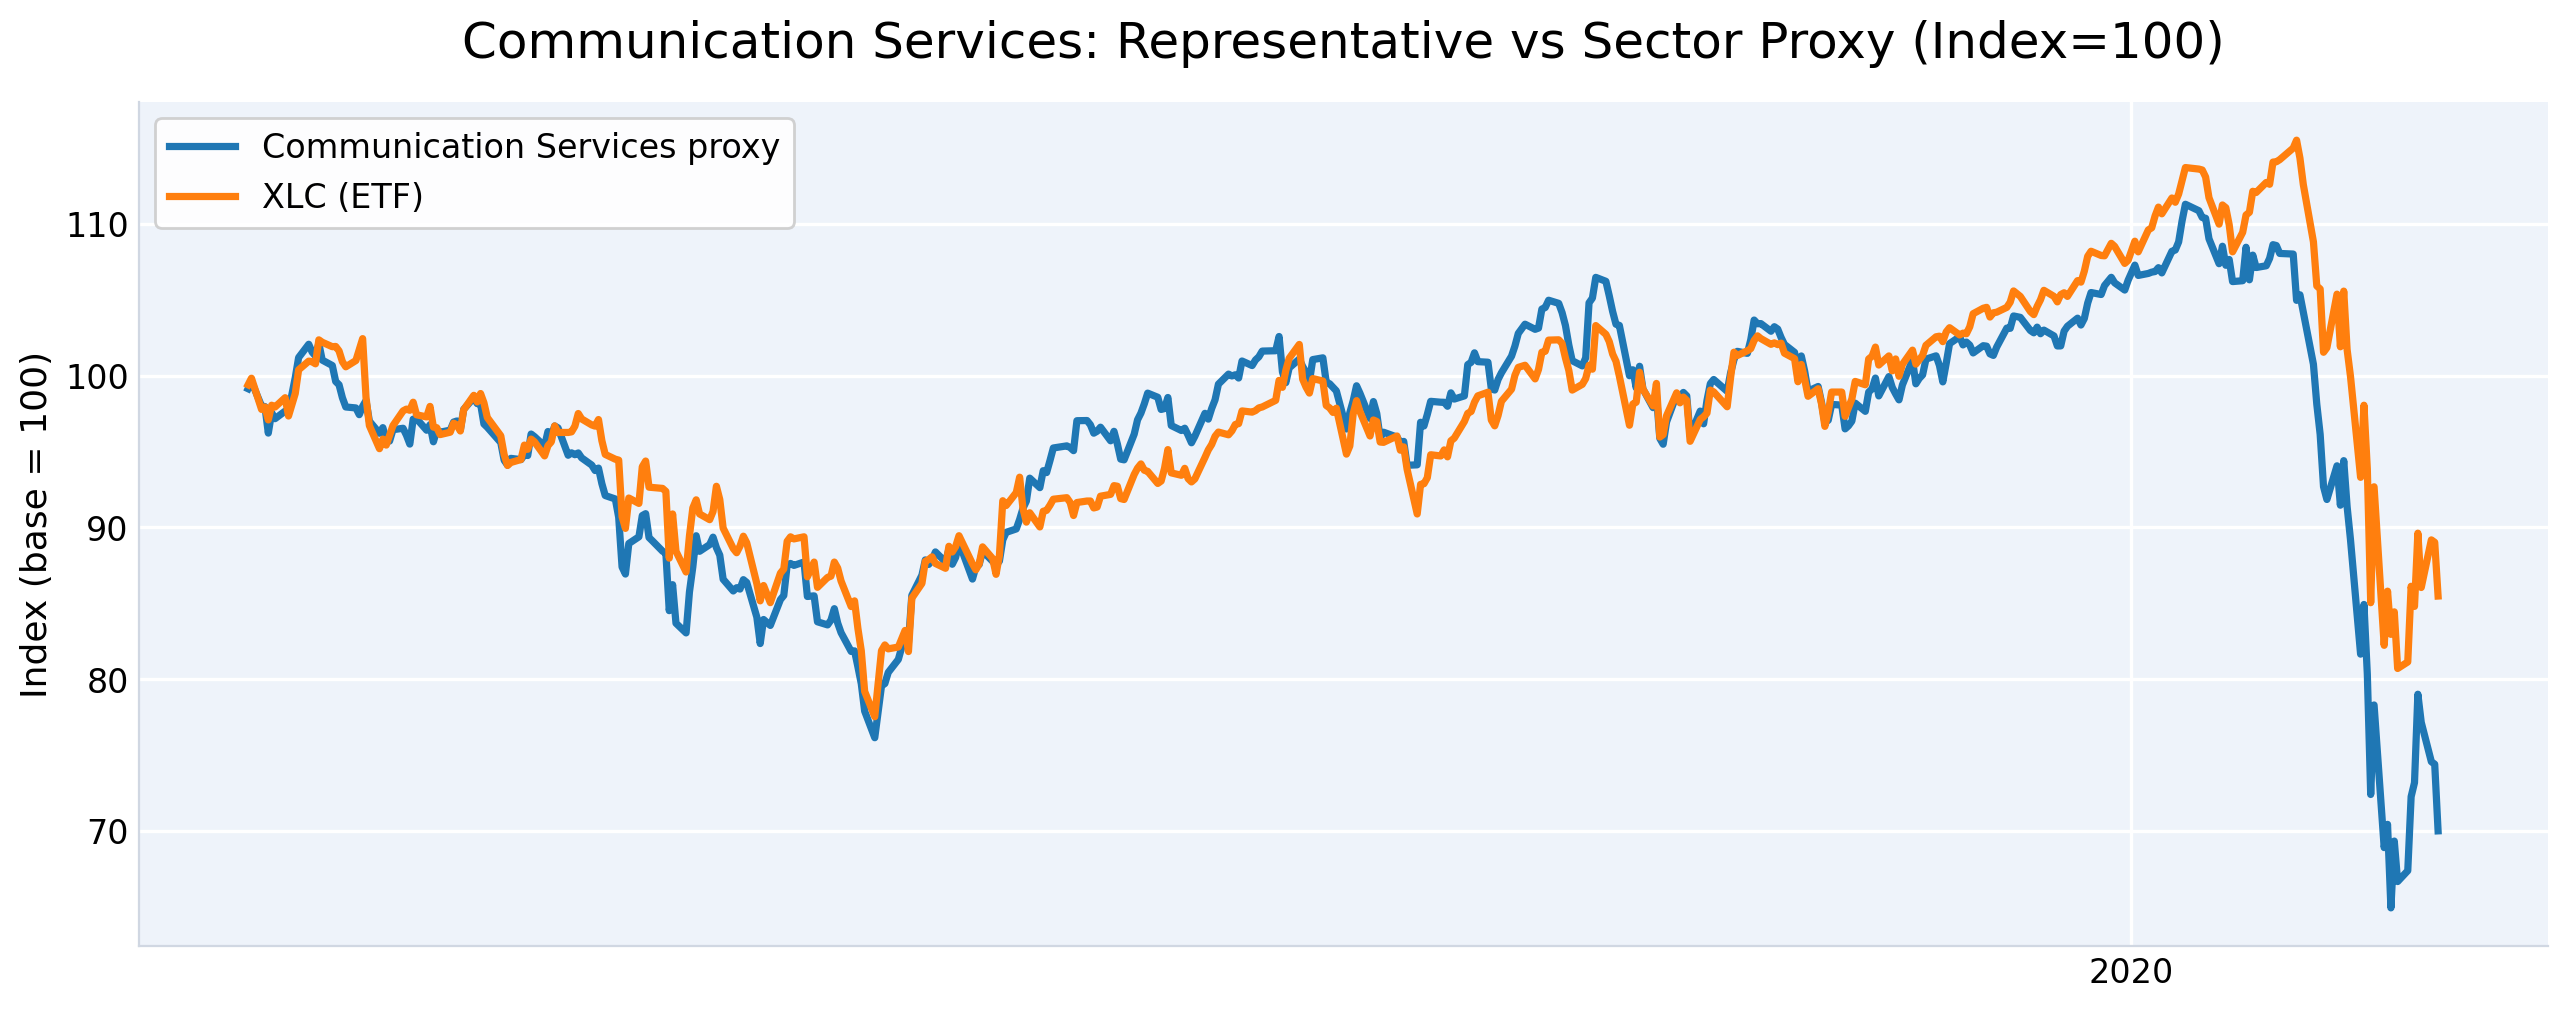 Communication Services: Representative vs Sector Proxy (Index=100)
Communication Services proxy
XLC (ETF)
Index (base = 100)
110
100
90
80
70
2020